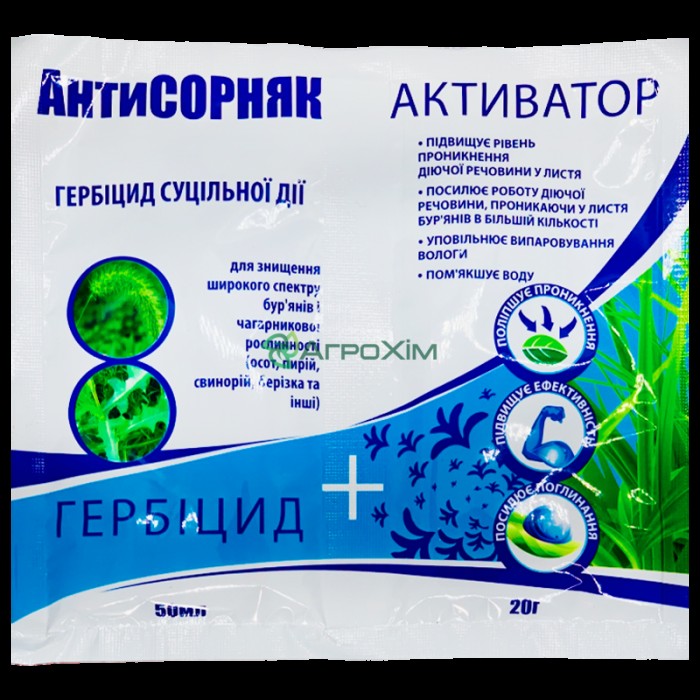 АнтиСОРНЯК
ГЕРБІЦИД СУЦІЛЬНОЇ ДІЇ
для знищення
широкого спектру
бур'янів і
чагарникової
рослинності
(осот, пирій,
свинорій, берізка та
інші)
ГЕРБІЦИД
50мл
АКТИВАТОР
• ПІДВИЩУЄ РІВЕНЬ
ПРОНИКНЕННЯ
ДІЮЧОЇ РЕЧОВИНИ У ЛИСТЯ
• ПОСИЛЮЄ РОБОТУ ДІЮЧОЇ
РЕЧОВИНИ, ПРОНИКАЮЧИ У ЛИСТЯ
БУР'ЯНІВ В БІЛЬШІЙ КІЛЬКОСТІ
• УПОВІЛЬНЮЄ ВИПАРОВУВАННЯ
ВОЛОГИ
• ПОМ'ЯКШУЄ ВОДУ
ПОЛІПШУЄ ПРОНИКНЕННЯ
ПІДВИЩУЄ ЕФЕКТИВНІСТЬ
ПОСИДЮЄ ПОГЛИНАННЯ
+
20г
АГРОХІМ